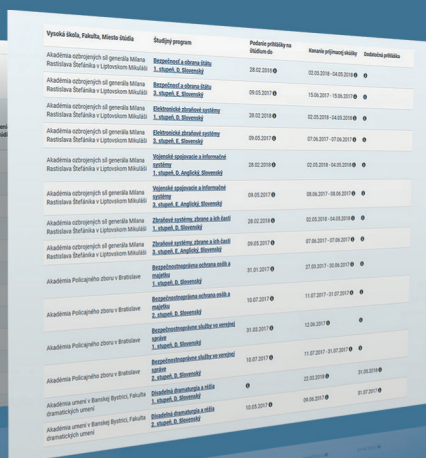 Vysoká škola, Fakulta, Miesto štúdia
Študijný program
Podanie prihlášky na
štúdium do
Konanie prijímacej skúšky
Dodatočná prihláška
Akadémia ozbrojených síl generála Milana
Rastislava Štefánika v Liptovskom Mikuláši
Bezpečnosť a obrana štátu
1. stupeň, D, Slovenský
28.02.2018
02.05.2018 - 04.05.2018
Akadémia ozbrojených síl generála Milana
Rastislava Štefánika v Liptovskom Mikuláši
Bezpečnosť a obrana štátu
3. stupeň, E, Slovenský
09.05.2017
15.06.2017 - 15.06.2017
Akadémia ozbrojených síl generála Milana
Rastislava Štefánika v Liptovskom Mikuláši
Elektronické zbraňové systémy
1. stupeň, D, Slovenský
28.02.2018
02.05.2018 - 04.05.2018
Akadémia ozbrojených síl generála Milana
Rastislava Štefánika v Liptovskom Mikuláši
Elektronické zbraňové systémy
3. stupeň, E, Slovenský
09.05.2017
07.06.2017 - 07.06.2017
Akadémia ozbrojených síl generála Milana
Rastislava Štefánika v Liptovskom Mikuláši
Vojenské spojovacie a informačné
systémy
1. stupeň, D, Anglický, Slovenský
28.02.2018
02.05.2018 - 04.05.2018
Akadémia ozbrojených síl generála Milana
Rastislava Štefánika v Liptovskom Mikuláši
Vojenské spojovacie a informačné
systémy
3. stupeň, E, Anglický, Slovenský
09.05.2017
08.06.2017 - 08.06.2017
Akadémia ozbrojených síl generála Milana
Rastislava Štefánika v Liptovskom Mikuláši
Zbraňové systémy, zbrane a ich časti
1. stupeň, D, Slovenský
28.02.2018
02.05.2018 - 04.05.2018
Akadémia ozbrojených síl generála Milana
Rastislava Štefánika v Liptovskom Mikuláši
Zbraňové systémy, zbrane a ich časti
3. stupeň, E, Anglický, Slovenský
09.05.2017
07.06.2017 - 07.06.2017
Akadémia Policajného zboru v Bratislave
Bezpečnostnoprávna ochrana osôb a
majetku
1. stupeň, D, Slovenský
31.01.2017
27.03.2017 - 30.06.2017
Akadémia Policajného zboru v Bratislave
Bezpečnostnoprávna ochrana osôb a
majetku
2. stupeň, D, Slovenský
10.07.2017
11.07.2017 - 31.07.2017
Akadémia Policajného zboru v Bratislave
Bezpečnostnoprávne služby vo verejnej
správe
1. stupeň, D, Slovenský
31.03.2017
12.06.2017
Akadémia Policajného zboru v Bratislave
Bezpečnostnoprávne služby vo verejnej
správe
2. stupeň, D, Slovenský
10.07.2017
11.07.2017 - 31.07.2017
Akadémia umení v Banskej Bystrici, Fakulta
dramatických umení
Divadelná dramaturgia a réžia
1. stupeň, D, Slovenský
31.05.2018
Akadémia umení v Banskej Bystrici, Fakulta
dramatických umení
Divadelná dramaturgia a réžia
2. stupeň, D, Slovenský
10.05.2017
09.06.2017
31.07.2017